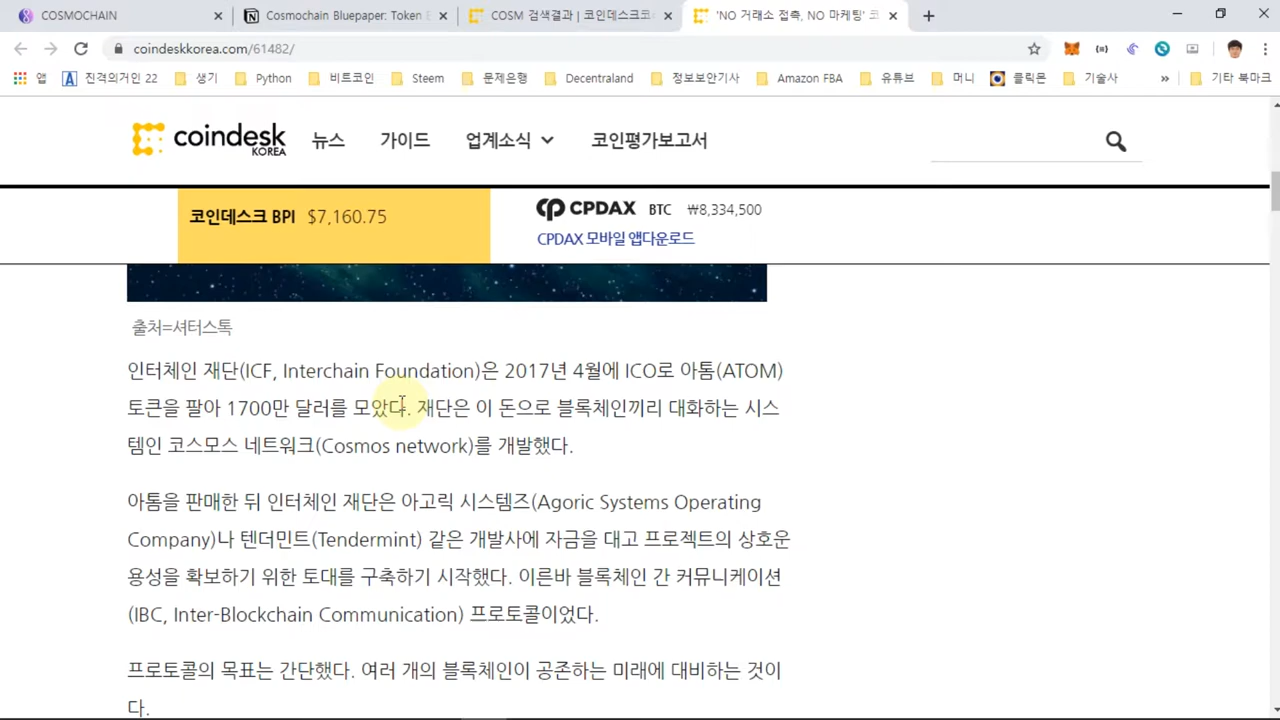 COSMOCHAIN
Cosmochain Bluepaper: Token E
COSM 검색결과 | 코인데스크코
'NO 거래소 접촉, NO 마케팅' 코
coindeskkorea.com/61482/
앱
진격의거인 22
생기
Python
비트코인
Steem
문제은행
Decentraland
정보보안기사
Amazon FBA
유튜브
머니
클릭몬
기술사
»
기타 북마크
coindesk
KOREA
뉴스
가이드
업계소식
코인평가보고서
코인데스크 BPI $7,160.75
CPDAX BTC ₩8,334,500
CPDAX 모바일 앱다운로드
출처=셔터스톡
인터체인 재단(ICF, Interchain Foundation)은 2017년 4월에 ICO로 아톰(ATOM)
토큰을 팔아 1700만 달러를 모았다. 재단은 이 돈으로 블록체인끼리 대화하는 시스
템인 코스모스 네트워크(Cosmos network)를 개발했다.
아톰을 판매한 뒤 인터체인 재단은 아고릭 시스템즈(Agoric Systems Operating
Company)나 텐더민트(Tendermint) 같은 개발사에 자금을 대고 프로젝트의 상호운
용성을 확보하기 위한 토대를 구축하기 시작했다. 이른바 블록체인 간 커뮤니케이션
(IBC, Inter-Blockchain Communication) 프로토콜이었다.
프로토콜의 목표는 간단했다. 여러 개의 블록체인이 공존하는 미래에 대비하는 것이
다.